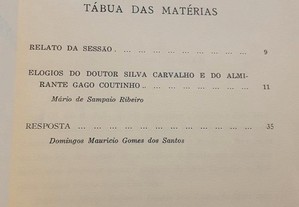 TÁBUA DAS MATÉRIAS
RELATO DA SESSÃO . ... ... ... ... ... ... ... ... 9
ELOGIOS DO DOUTOR SILVA CARVALHO E DO ALMI-
RANTE GAGO COUTINHO .. ... ... ... ... ... ... 11
Mário de Sampaio Ribeiro
RESPOSTA ... ... ... ... ... ... ... ... ... ... ... 35
Domingos Mauricio Gomes dos Santos